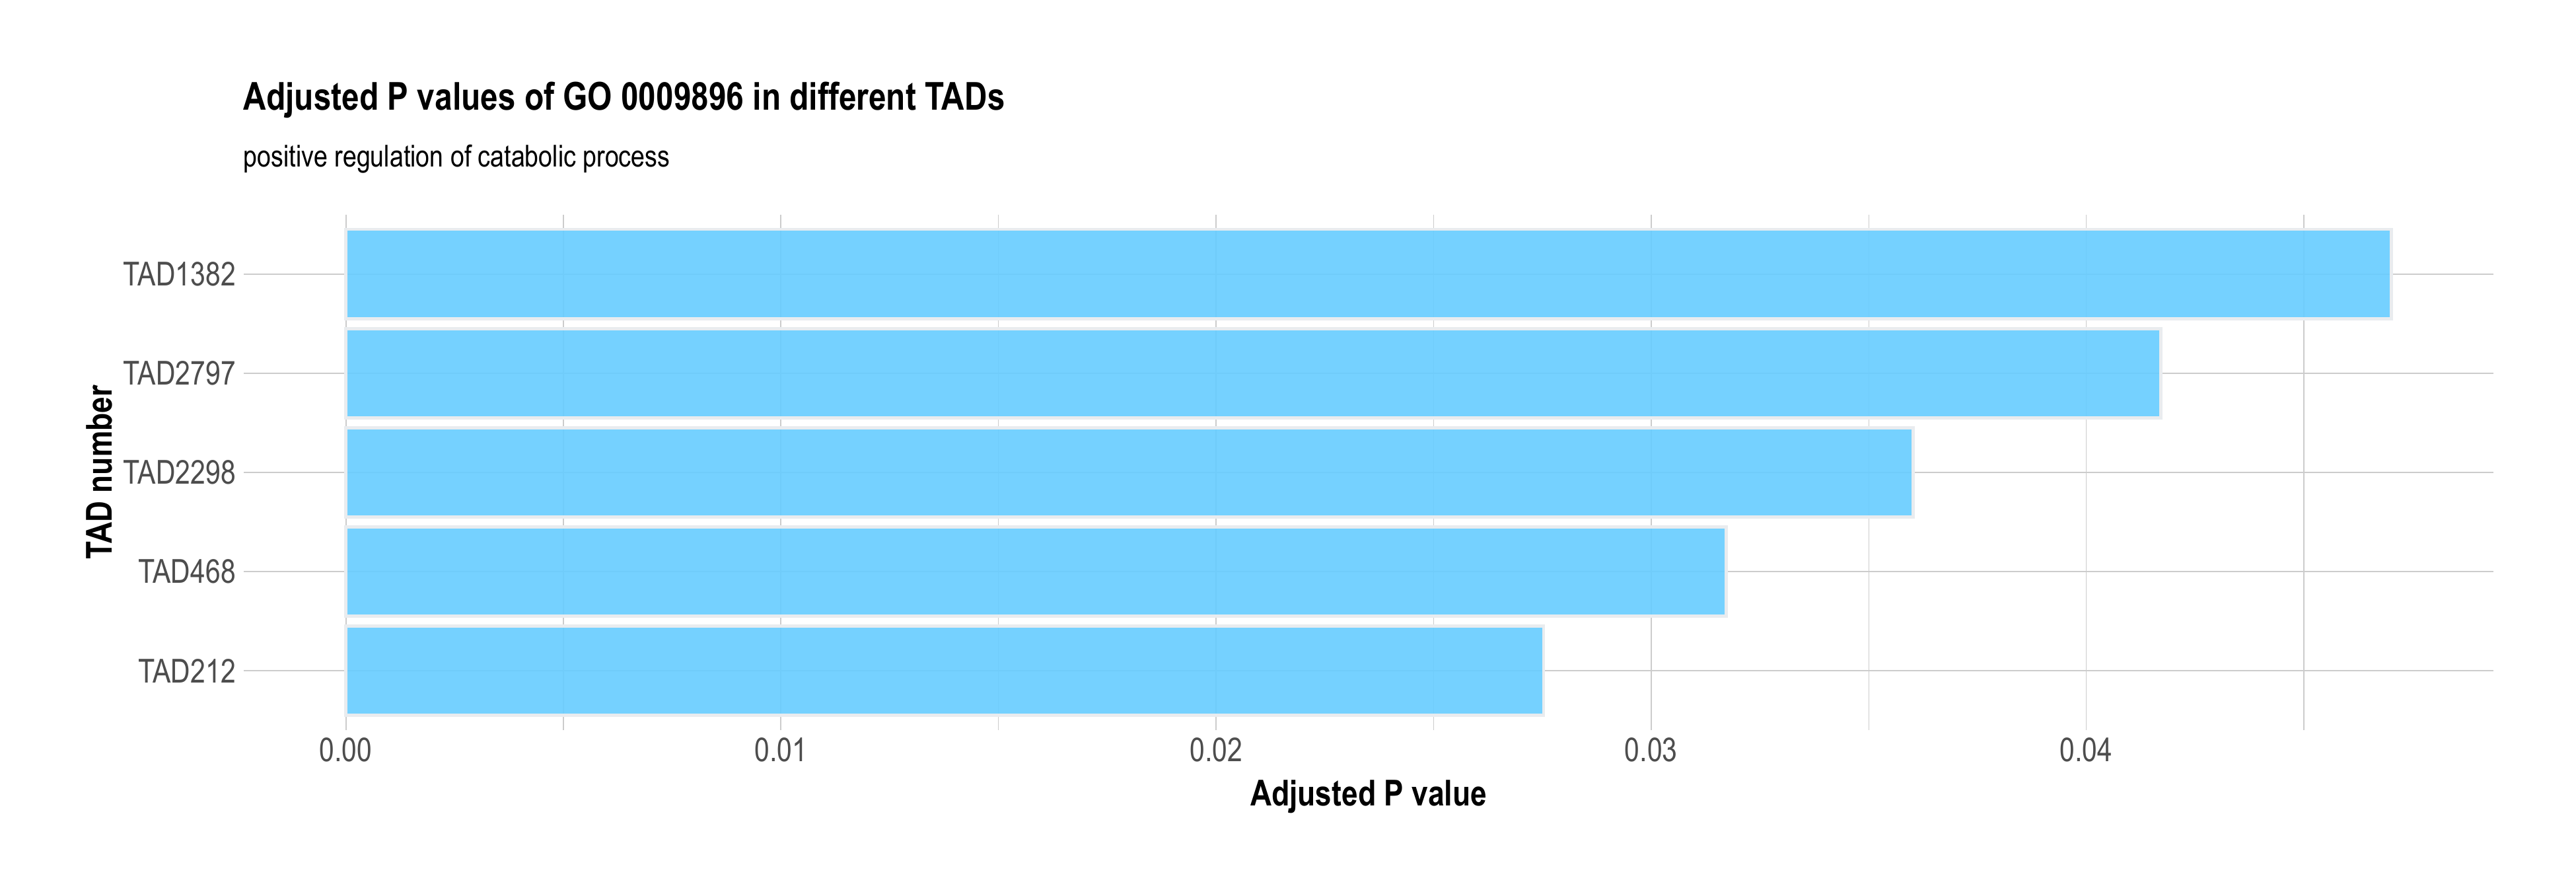 Adjusted P values of GO 0009896 in different TADs
positive regulation of catabolic process
TAD number
TAD1382
TAD2797
TAD2298
TAD468
TAD212
0.00 0.01 0.02 0.03 0.04
Adjusted P value